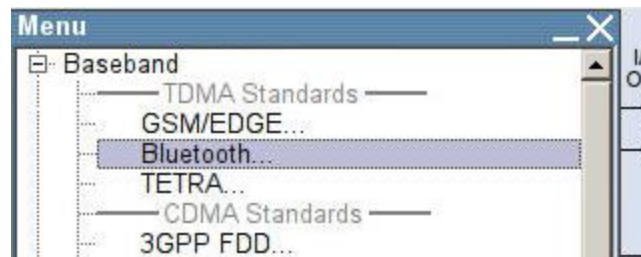 Menu
Baseband
TDMA Standards
GSM/EDGE...
Bluetooth...
TETRA...
CDMA Standards
3GPP FDD...